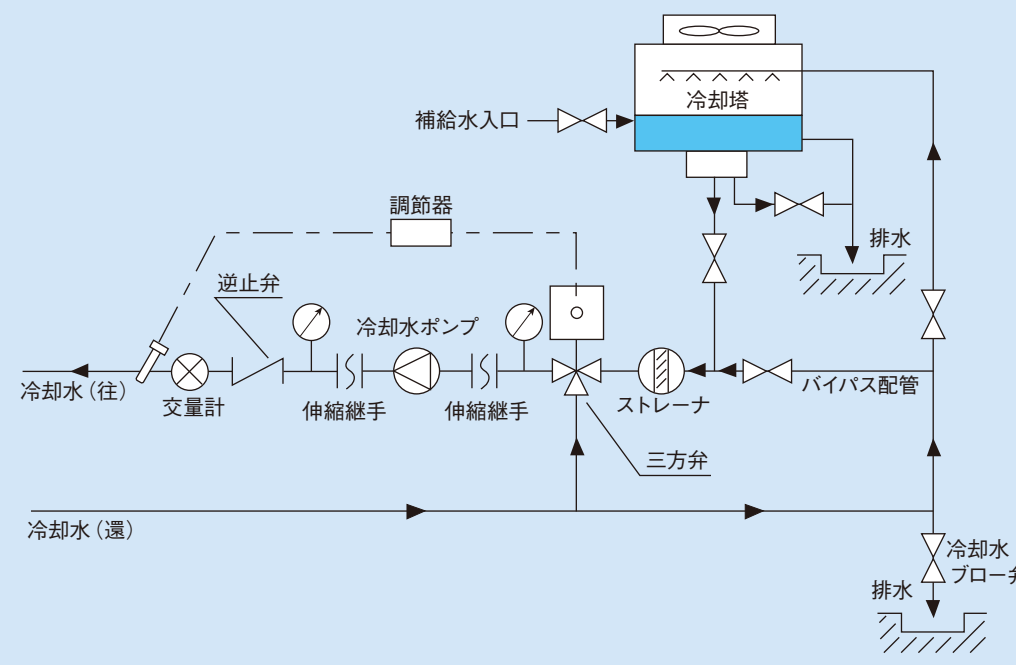 冷却塔
補給水入口
調節器
排水
逆止弁
冷却水ポンプ
冷却水（往）
交量計
伸縮継手
伸縮継手
ストレーナ
バイパス配管
三方弁
冷却水（還）
冷却水
ブロー弁
排水